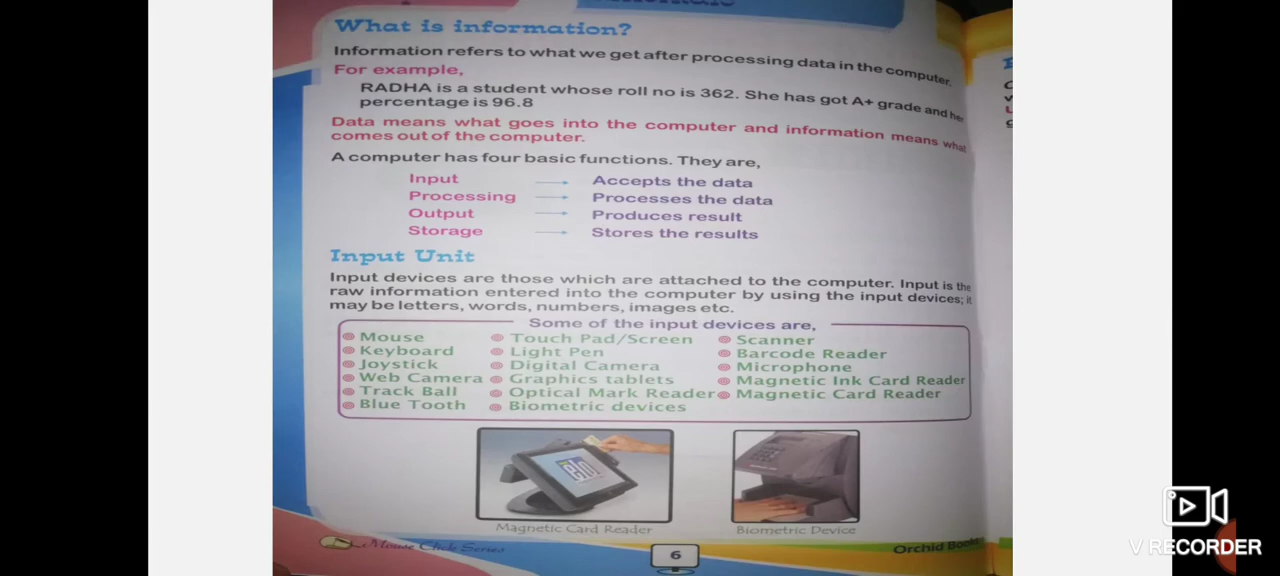 What is information?
Information refers to what we get after processing data in the computer.
For example,
RADHA is a student whose roll no is 362. She has got A+ grade and her
percentage is 96.8
Data means what goes into the computer and information means what
comes out of the computer.
A computer has four basic functions. They are,
Input Accepts the data
Processing Processes the data
Output Produces result
Storage Stores the results
Input Unit
Input devices are those which are attached to the computer. Input is the
raw information entered into the computer by using the input devices; it
may be letters, words, numbers, images etc.
Some of the input devices are,
Mouse Touch Pad/Screen Scanner
Keyboard Light Pen Barcode Reader
Joystick Digital Camera Microphone
Web Camera Graphics tablets Magnetic Ink Card Reader
Track Ball Optical Mark Reader Magnetic Card Reader
Blue Tooth Biometric devices
elo
Magnetic Card Reader Biometric Device
Mouse Click Series 6 Orchid Books
V RECORDER